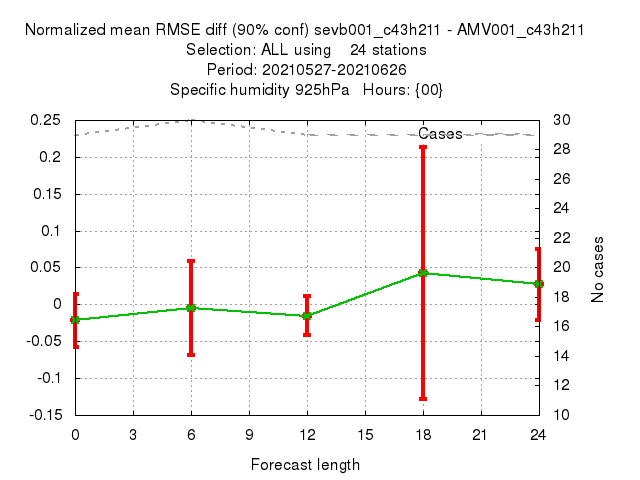 Normalized mean RMSE diff (90% conf) sevb001_c43h211 - AMV001_c43h211
Selection: ALL using    24 stations
Period: 20210527-20210626
Specific humidity 925hPa   Hours: {00}
0.25
0.2
0.15
0.1
0.05
0
-0.05
-0.1
-0.15
Cases
30
28
26
24
22
20
18
16
14
12
10
No cases
0 3 6 9 12 15 18 21 24
Forecast length